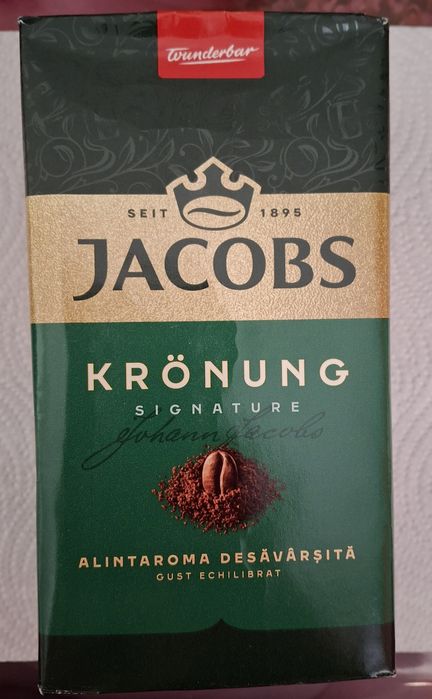 Wunderbar
SEIT 1895
JACOBS
KRÖNUNG
SIGNATURE
Johann Jacobs
ALINTAROMA DESĂVÂRȘITĂ
GUST ECHILIBRAT